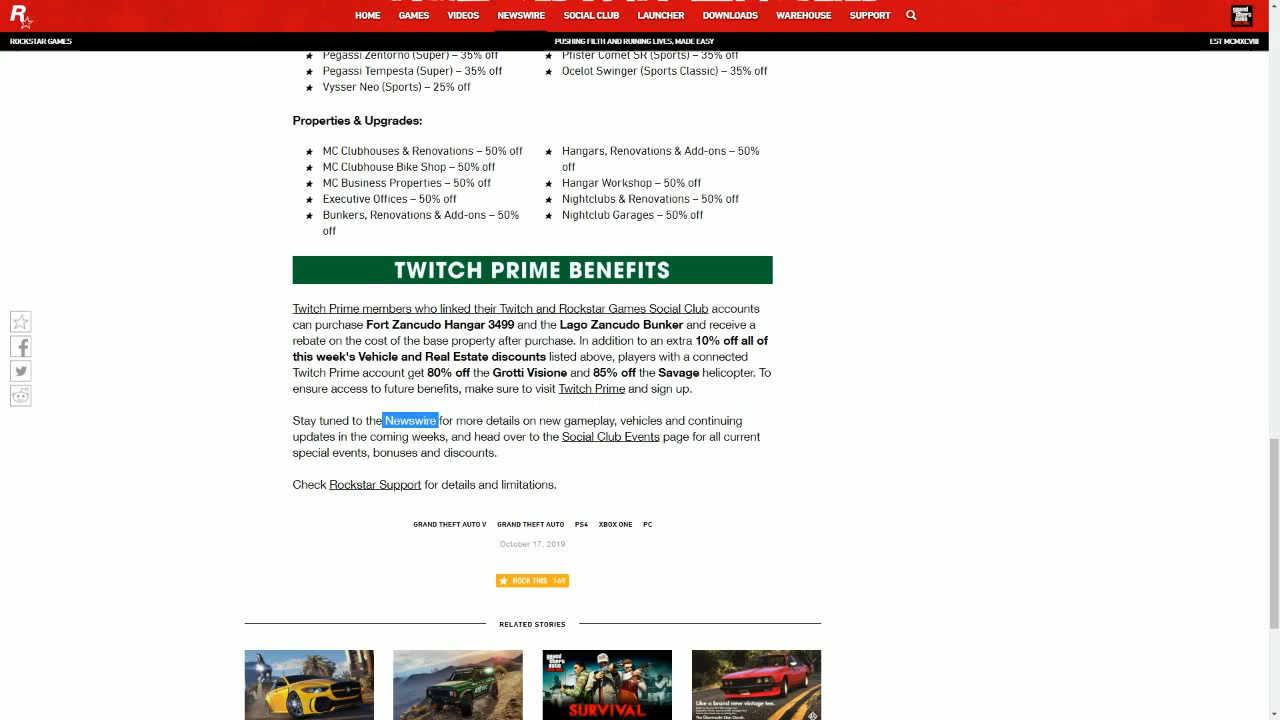 R
HOME GAMES VIDEOS NEWSWIRE SOCIAL CLUB LAUNCHER DOWNLOADS WAREHOUSE SUPPORT
ROCKSTAR GAMES PUSHING FILTH AND RUINING LIVES, MADE EASY EST MCMXCVIII
Pegassi Zentorno (Super) – 35% off
Pegassi Tempesta (Super) – 35% off
Vysser Neo (Sports) – 25% off
Pfister Comet SR (Sports) – 35% off
Ocelot Swinger (Sports Classic) – 35% off
Properties & Upgrades:
MC Clubhouses & Renovations – 50% off
MC Clubhouse Bike Shop – 50% off
MC Business Properties – 50% off
Executive Offices – 50% off
Bunkers, Renovations & Add-ons – 50%
off
Hangars, Renovations & Add-ons – 50%
off
Hangar Workshop – 50% off
Nightclubs & Renovations – 50% off
Nightclub Garages – 50% off
TWITCH PRIME BENEFITS
Twitch Prime members who linked their Twitch and Rockstar Games Social Club accounts
can purchase Fort Zancudo Hangar 3499 and the Lago Zancudo Bunker and receive a
rebate on the cost of the base property after purchase. In addition to an extra 10% off all of
this week's Vehicle and Real Estate discounts listed above, players with a connected
Twitch Prime account get 80% off the Grotti Visione and 85% off the Savage helicopter. To
ensure access to future benefits, make sure to visit Twitch Prime and sign up.
Stay tuned to the Newswire for more details on new gameplay, vehicles and continuing
updates in the coming weeks, and head over to the Social Club Events page for all current
special events, bonuses and discounts.
Check Rockstar Support for details and limitations.
GRAND THEFT AUTO V GRAND THEFT AUTO PS4 XBOX ONE PC
October 17, 2019
ROCK THIS 169
RELATED STORIES
grand
theft
auto
SURVIVAL
Like a brand new vintage tee.